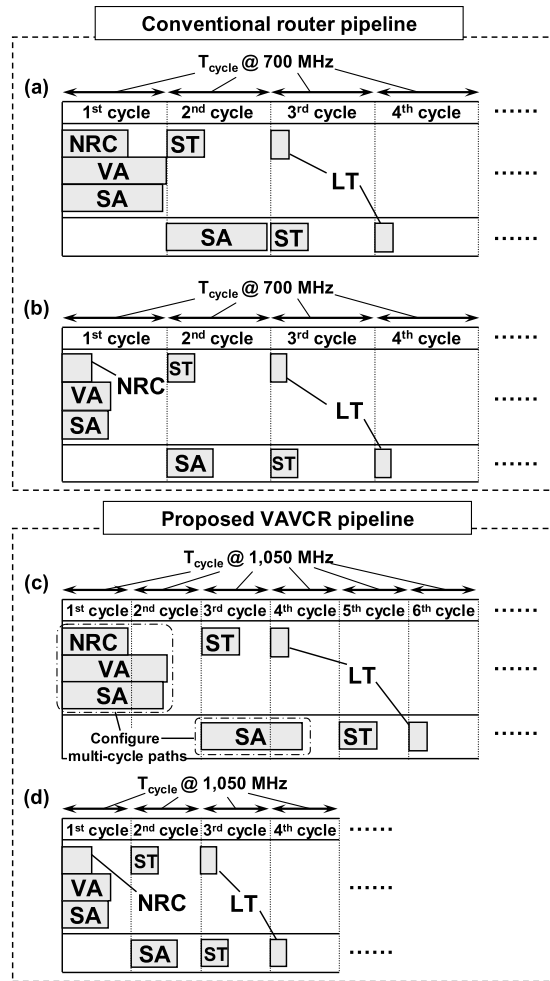 Conventional router pipeline
(a)
Tcycle @ 700 MHz
1st cycle 2nd cycle 3rd cycle 4th cycle ······
NRC ST
VA LT ······
SA
SA ST ······
(b)
Tcycle @ 700 MHz
1st cycle 2nd cycle 3rd cycle 4th cycle ······
ST
NRC
VA LT ······
SA
SA ST ······
Proposed VAVCR pipeline
(c)
Tcycle @ 1,050 MHz
1st cycle 2nd cycle 3rd cycle 4th cycle 5th cycle 6th cycle ······
NRC ST
VA LT ······
SA
Configure
multi-cycle paths
SA ST ······
(d)
Tcycle @ 1,050 MHz
1st cycle 2nd cycle 3rd cycle 4th cycle ······
ST
VA ······
NRC LT
SA
SA ST ······